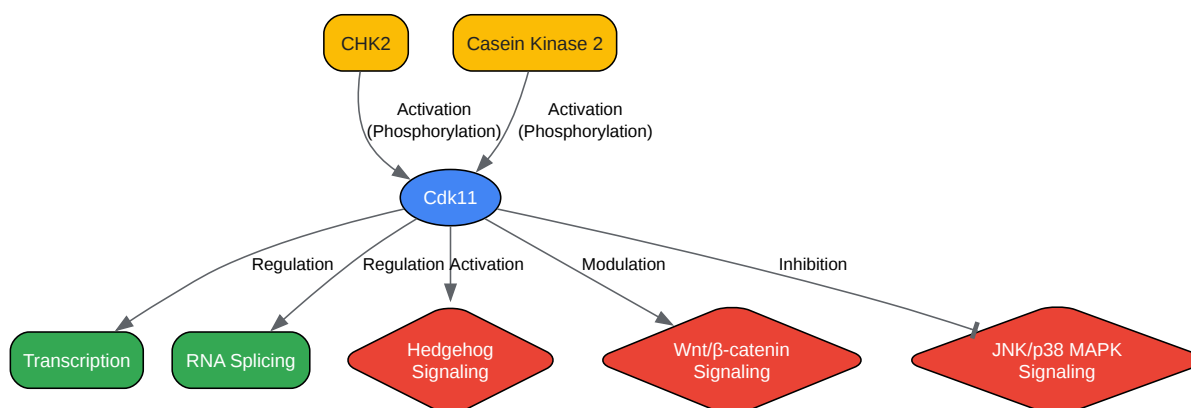 CHK2
Casein Kinase 2
Activation
(Phosphorylation)
Activation
(Phosphorylation)
Cdk11
Regulation
Regulation
Activation
Modulation
Inhibition
Transcription
RNA Splicing
Hedgehog
Signaling
Wnt/β-catenin
Signaling
JNK/p38 MAPK
Signaling